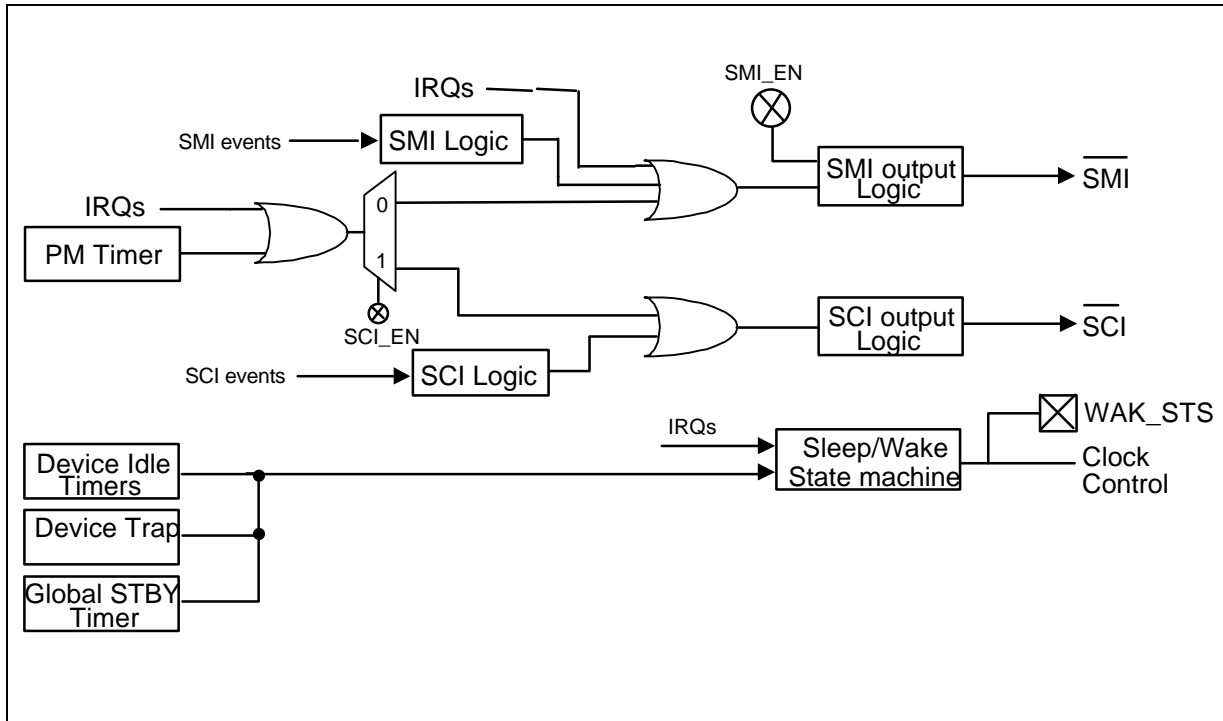 SMI_EN
IRQs
SMI events
SMI Logic
SMI output
Logic
SMI
IRQs
0
PM Timer
1
SCI_EN
SCI output
Logic
SCI
SCI events
SCI Logic
IRQs
WAK_STS
Device Idle
Timers
Sleep/Wake
State machine
Clock
Control
Device Trap
Global STBY
Timer